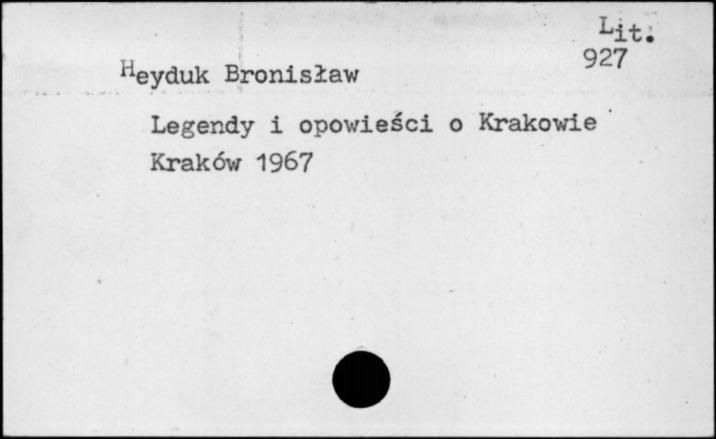 Lit.
927
Heyduk Bronisław
Legendy i opowieści o Krakowie
Kraków 1967